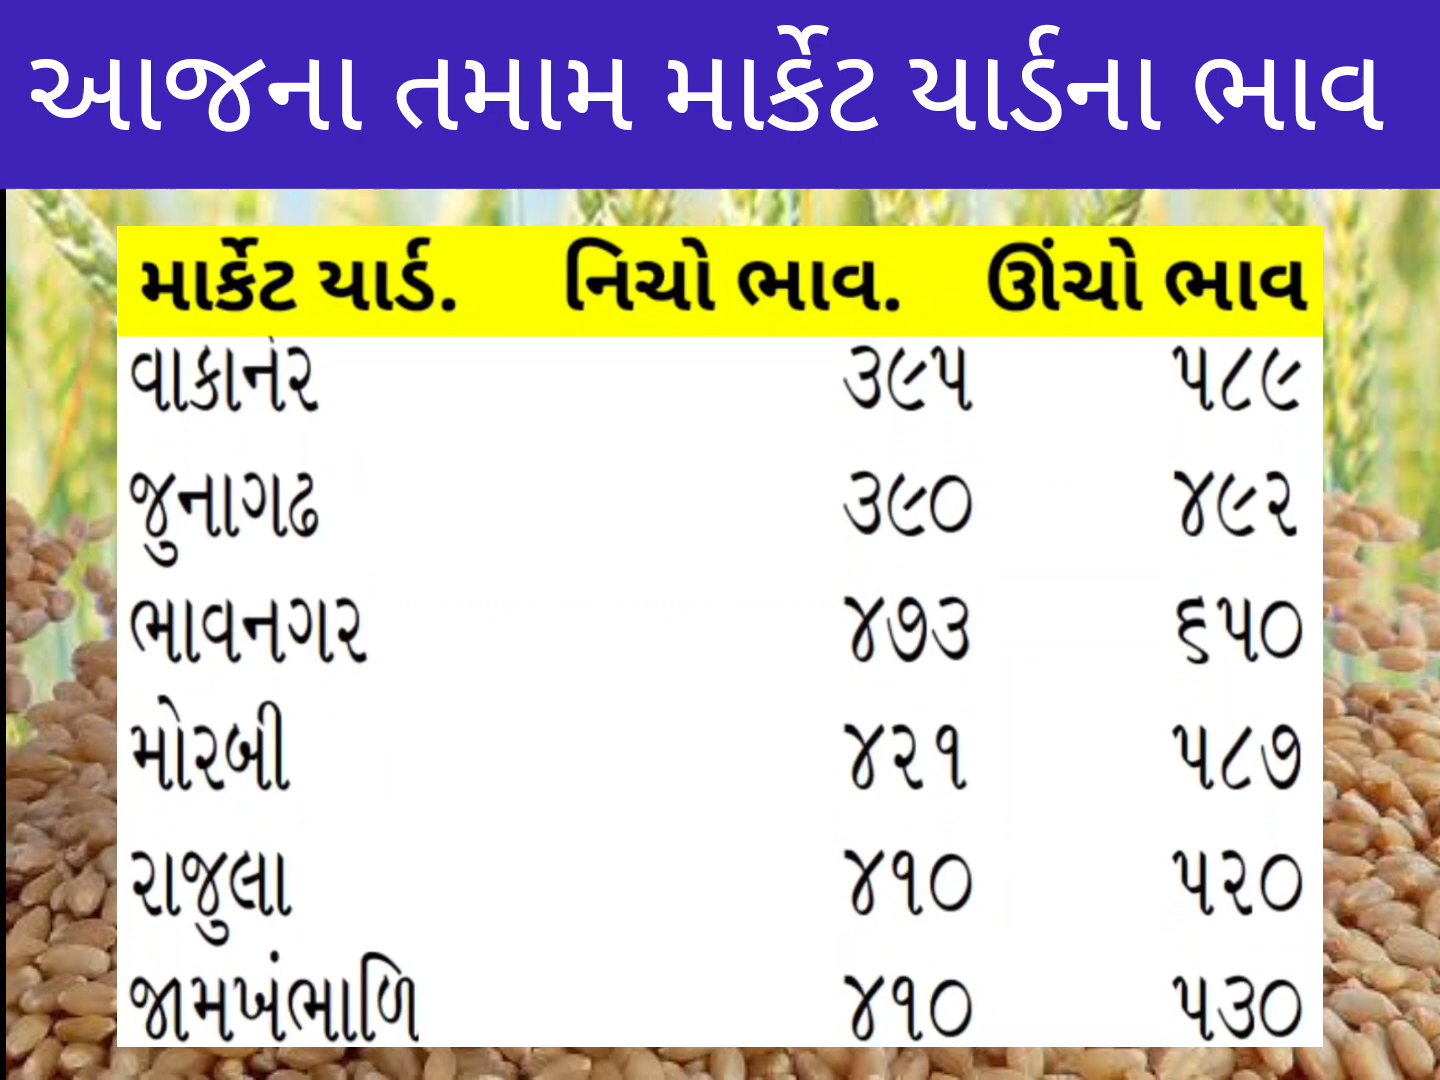 આજના તમામ માર્કેટ યાર્ડના ભાવ
માર્કેટ યાર્ડ. નિચો ભાવ. ઊંચો ભાવ
વાકાનેર ૩૯૫ ૫૮૯
જુનાગઢ ૩૯૦ ૪૯૨
ભાવનગર ૪૭૩ ૬૫૦
મોરબી ૪૨૧ ૫૮૭
રાજુલા ૪૧૦ ૫૨૦
જામખંભાળિ ૪૧૦ ૫૩૦